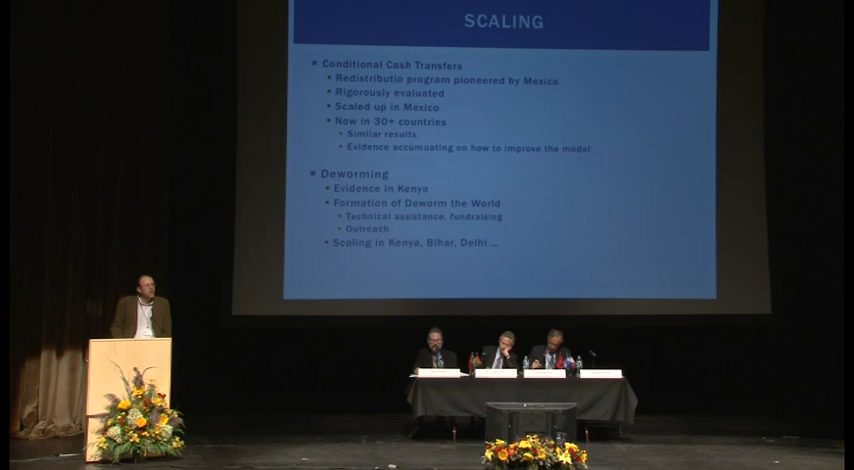 SCALING
Conditional Cash Transfers
Redistributio program pioneered by Mexico
Rigorously evaluated
Scaled up in Mexico
Now in 30+ countries
Similar results
Evidence accumuating on how to improve the model
Deworming
Evidence in Kenya
Formation of Deworm the World
Technical assistance, fundraising
Outreach
Scaling in Kenya, Bihar, Delhi ...